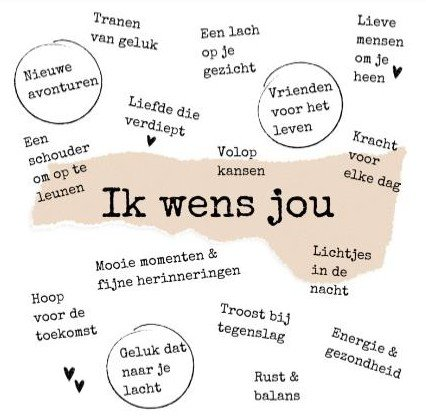 Tranen
van geluk
Een lach
op je
gezicht
Lieve
mensen
om je
heen
Nieuwe
avonturen
Vrienden
voor het
leven
Liefde die
verdiept
Een
schouder
om op te
leunen
Volop
kansen
Kracht
voor
elke dag
Ik wens jou
Mooie momenten &
fijne herinneringen
Lichtjes
in de
nacht
Hoop
voor de
toekomst
Troost bij
tegenslag
Geluk dat
naar je
lacht
Energie &
gezondheid
Rust &
balans